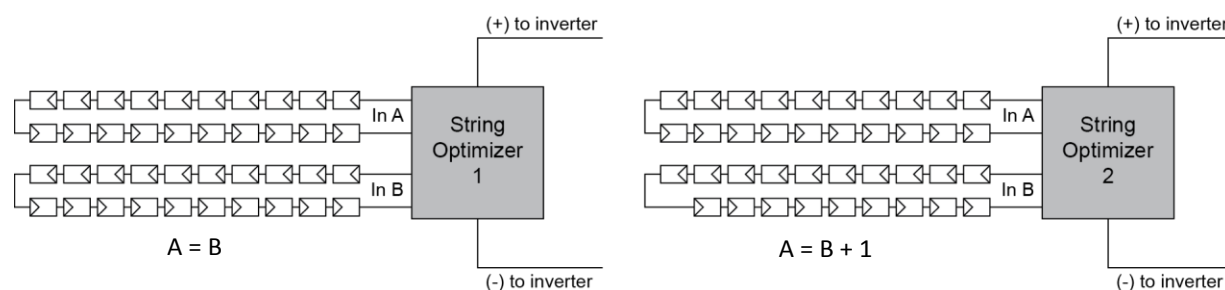 (+) to inverter
In A
String
Optimizer
1
In B
A = B
(-) to inverter
(+) to inverter
In A
String
Optimizer
2
In B
A = B + 1
(-) to inverter